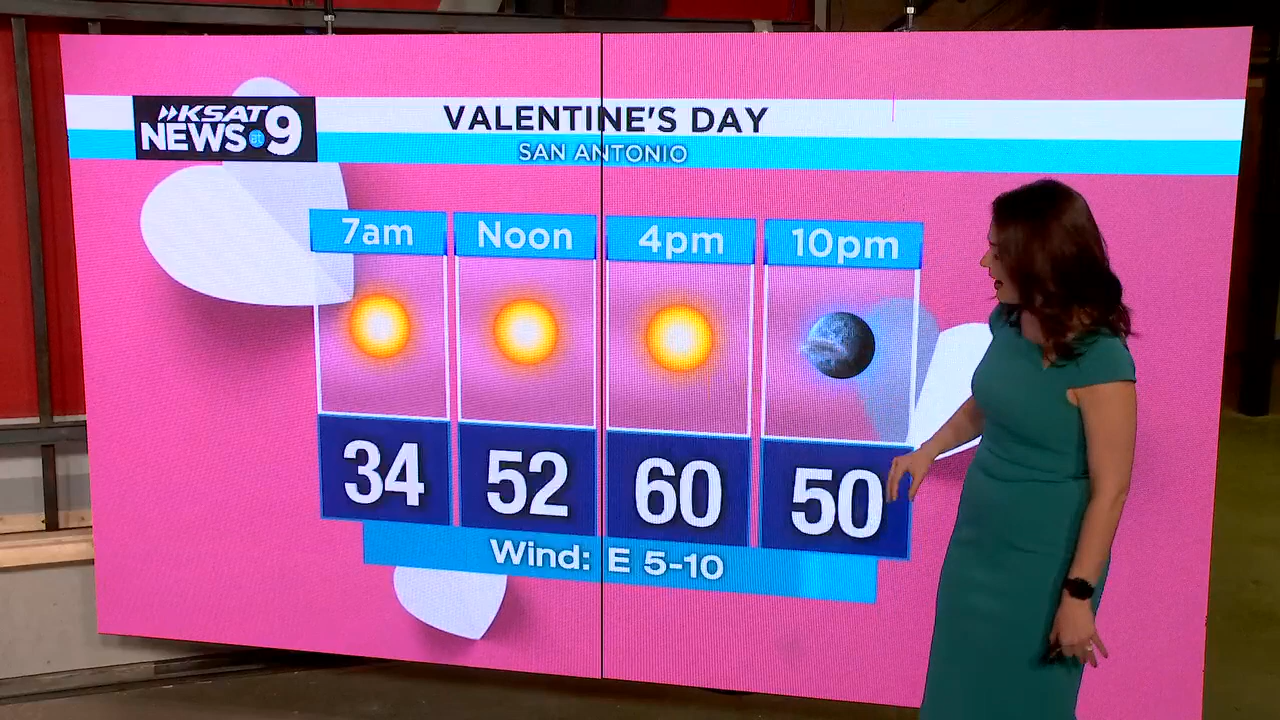 KSAT
NEWS at 9
VALENTINE'S DAY
SAN ANTONIO
7am
Noon
4pm
10pm
34
52
60
50
Wind: E 5-10